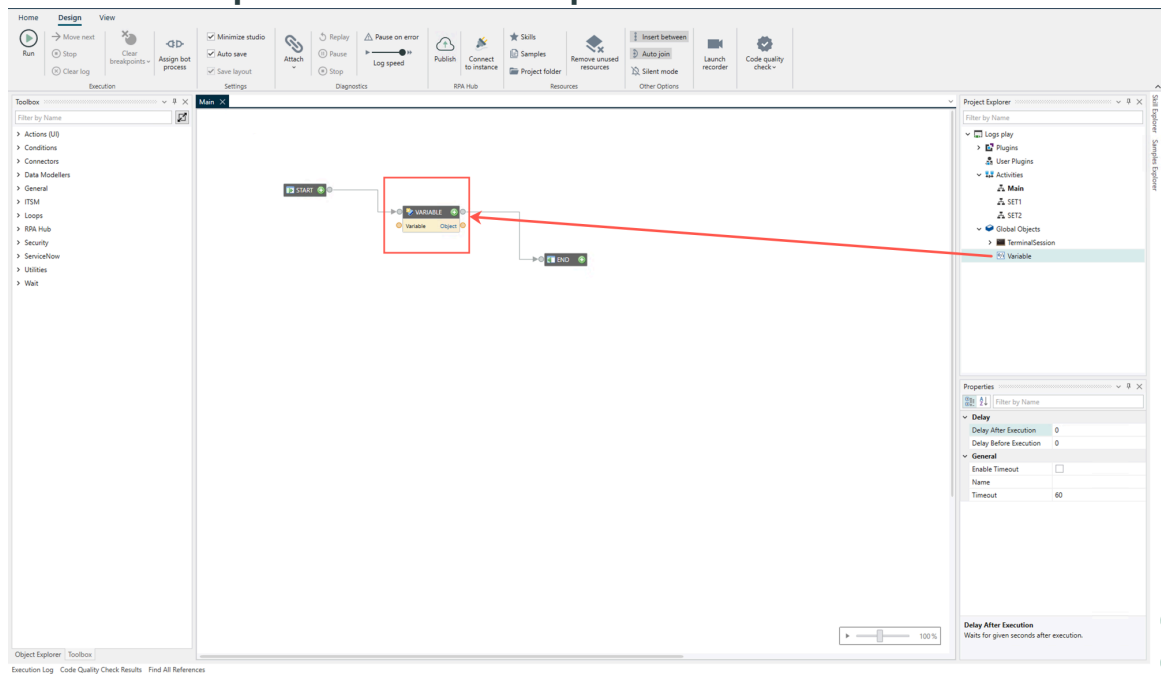 Home Design View
Run
Move next
Stop
Clear log
Clear
breakpoints
Assign bot
process
Execution
Minimize studio
Auto save
Save layout
Settings
Attach
Replay
Pause
Stop
Pause on error
Log speed
Diagnostics
Publish
Connect
to instance
RPA Hub
Skills
Samples
Project folder
Remove unused
resources
Resources
Insert between
Auto join
Silent mode
Other Options
Launch
recorder
Code quality
check
Toolbox
Filter by Name
Actions (UI)
Conditions
Connectors
Data Modellers
General
ITSM
Loops
RPA Hub
Security
ServiceNow
Utilities
Wait
Object Explorer Toolbox
Main
START
VARIABLE
Variable Object
END
100%
Project Explorer
Filter by Name
Logs play
Plugins
User Plugins
Activities
Main
SET1
SET2
Global Objects
TerminalSession
Variable
Skill Explorer Samples Explorer
Properties
Filter by Name
Delay
Delay After Execution 0
Delay Before Execution 0
General
Enable Timeout
Name
Timeout 60
Delay After Execution
Waits for given seconds after execution.
Execution Log Code Quality Check Results Find All References